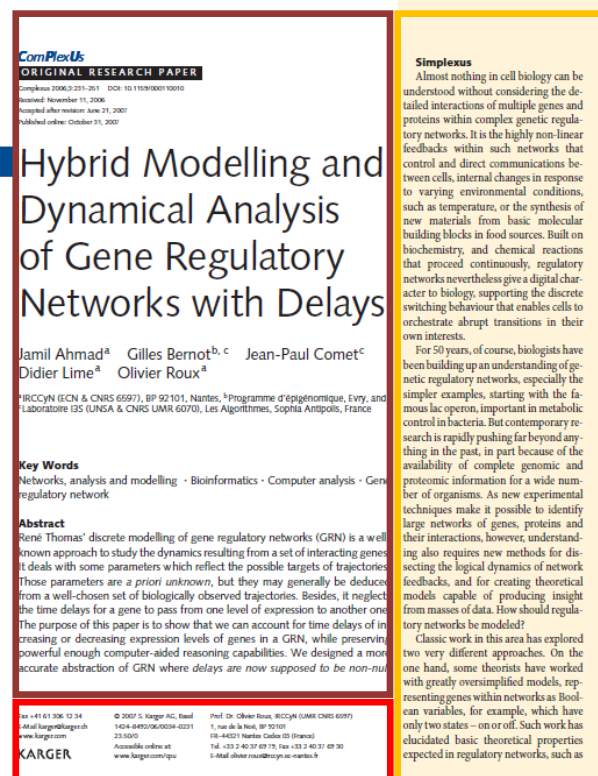 ComPlexUs
ORIGINAL RESEARCH PAPER
Complexus 2006;3:231–251 DOI: 10.1159/000110010
Received: November 11, 2006
Accepted after revision: June 21, 2007
Published online: October 31, 2007
Hybrid Modelling and
Dynamical Analysis
of Gene Regulatory
Networks with Delays
Jamil Ahmadª Gilles Bernotᵇ, ᶜ Jean-Paul Cometᶜ
Didier Limeª Olivier Rouxª
ªIRCCyN (ECN & CNRS 6597), BP 92101, Nantes, ᵇProgramme d'épigénomique, Evry, and
ᶜLaboratoire I3S (UNSA & CNRS UMR 6070), Les Algorithmes, Sophia Antipolis, France
Key Words
Networks, analysis and modelling · Bioinformatics · Computer analysis · Gene
regulatory network
Abstract
René Thomas' discrete modelling of gene regulatory networks (GRN) is a well
known approach to study the dynamics resulting from a set of interacting genes
It deals with some parameters which reflect the possible targets of trajectories
Those parameters are a priori unknown, but they may generally be deduced
from a well-chosen set of biologically observed trajectories. Besides, it neglect
the time delays for a gene to pass from one level of expression to another one
The purpose of this paper is to show that we can account for time delays of in
creasing or decreasing expression levels of genes in a GRN, while preserving
powerful enough computer-aided reasoning capabilities. We designed a more
accurate abstraction of GRN where delays are now supposed to be non-nul
Fax +41 61 306 12 34
E-Mail karger@karger.ch
www.karger.com
KARGER
© 2007 S. Karger AG, Basel
1424–8492/06/0034–0231
$23.50/0
Accessible online at:
www.karger.com/cpu
Prof. Dr. Olivier Roux, IRCCyN (UMR CNRS 6597)
1, rue de la Noë, BP 92101
FR–44321 Nantes Cedex 03 (France)
Tel. +33 2 40 37 69 79, Fax +33 2 40 37 69 30
E-Mail olivier.roux@irccyn.ec-nantes.fr
Simplexus
Almost nothing in cell biology can be
understood without considering the de-
tailed interactions of multiple genes and
proteins within complex genetic regula-
tory networks. It is the highly non-linear
feedbacks within such networks that
control and direct communications be-
tween cells, internal changes in response
to varying environmental conditions,
such as temperature, or the synthesis of
new materials from basic molecular
building blocks in food sources. Built on
biochemistry, and chemical reactions
that proceed continuously, regulatory
networks nevertheless give a digital char-
acter to biology, supporting the discrete
switching behaviour that enables cells to
orchestrate abrupt transitions in their
own interests.
For 50 years, of course, biologists have
been building up an understanding of ge-
netic regulatory networks, especially the
simpler examples, starting with the fa-
mous lac operon, important in metabolic
control in bacteria. But contemporary re-
search is rapidly pushing far beyond any-
thing in the past, in part because of the
availability of complete genomic and
proteomic information for a wide num-
ber of organisms. As new experimental
techniques make it possible to identify
large networks of genes, proteins and
their interactions, however, understand-
ing also requires new methods for dis-
secting the logical dynamics of network
feedbacks, and for creating theoretical
models capable of producing insight
from masses of data. How should regula-
tory networks be modeled?
Classic work in this area has explored
two very different approaches. On the
one hand, some theorists have worked
with greatly oversimplified models, rep-
resenting genes within networks as Bool-
ean variables, for example, which have
only two states – on or off. Such work has
elucidated basic theoretical properties
expected in regulatory networks, such as